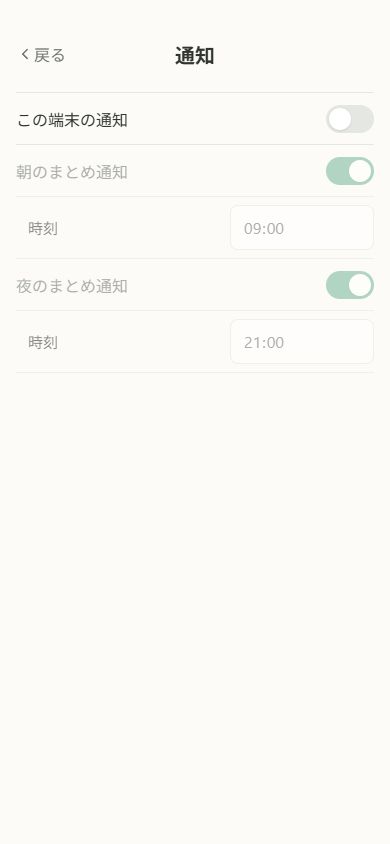 戻る
通知
この端末の通知
朝のまとめ通知
時刻 09:00
夜のまとめ通知
時刻 21:00